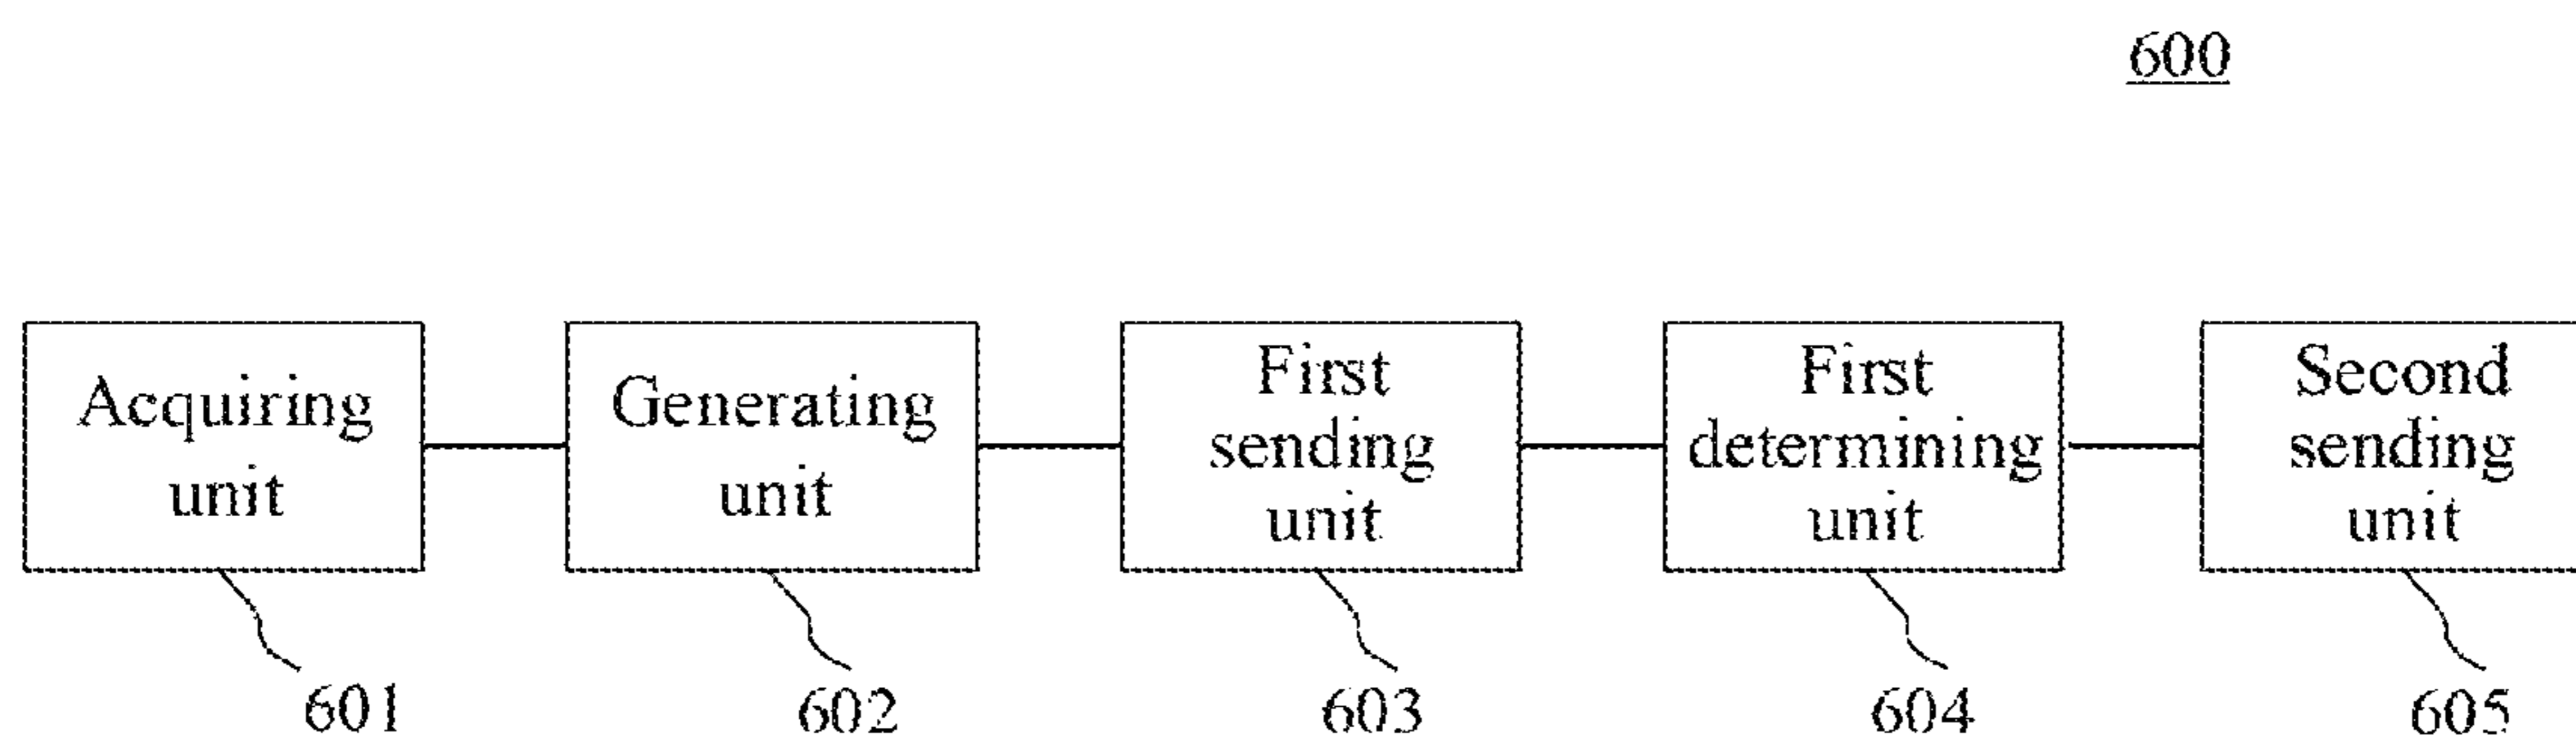 600
Acquiring
unit
Generating
unit
First
sending
unit
First
determining
unit
Second
sending
unit
601
602
603
604
605